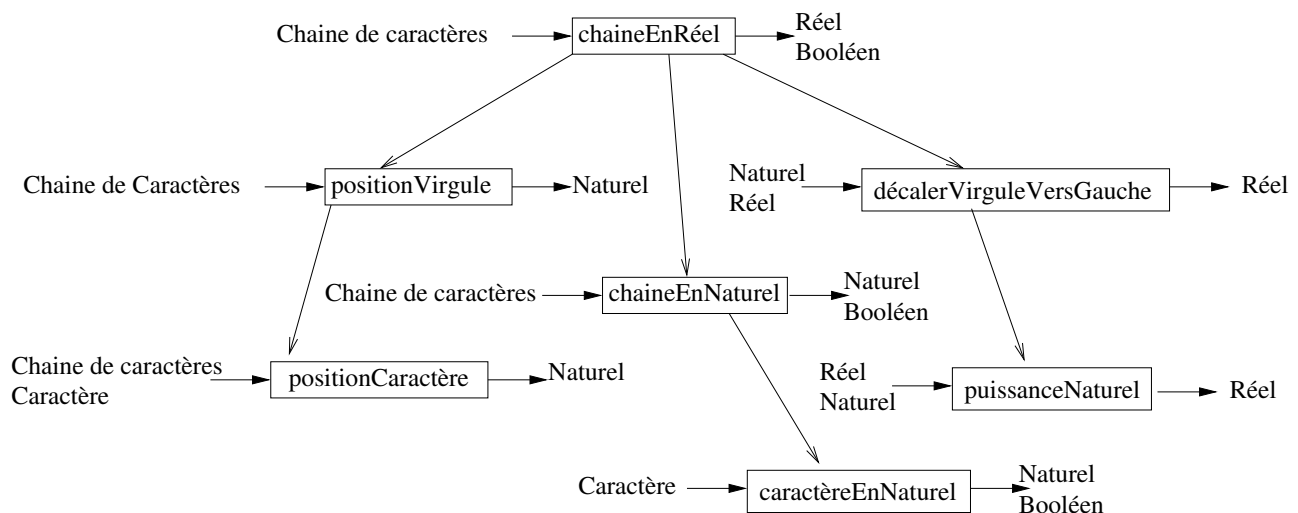 Chaine de caractères
chaineEnRéel
Réel
Booléen
Chaine de Caractères
positionVirgule
Naturel
Naturel
Réel
décalerVirguleVersGauche
Réel
Chaine de caractères
chaineEnNaturel
Naturel
Booléen
Chaine de caractères
Caractère
positionCaractère
Naturel
Réel
Naturel
puissanceNaturel
Réel
Caractère
caractèreEnNaturel
Naturel
Booléen